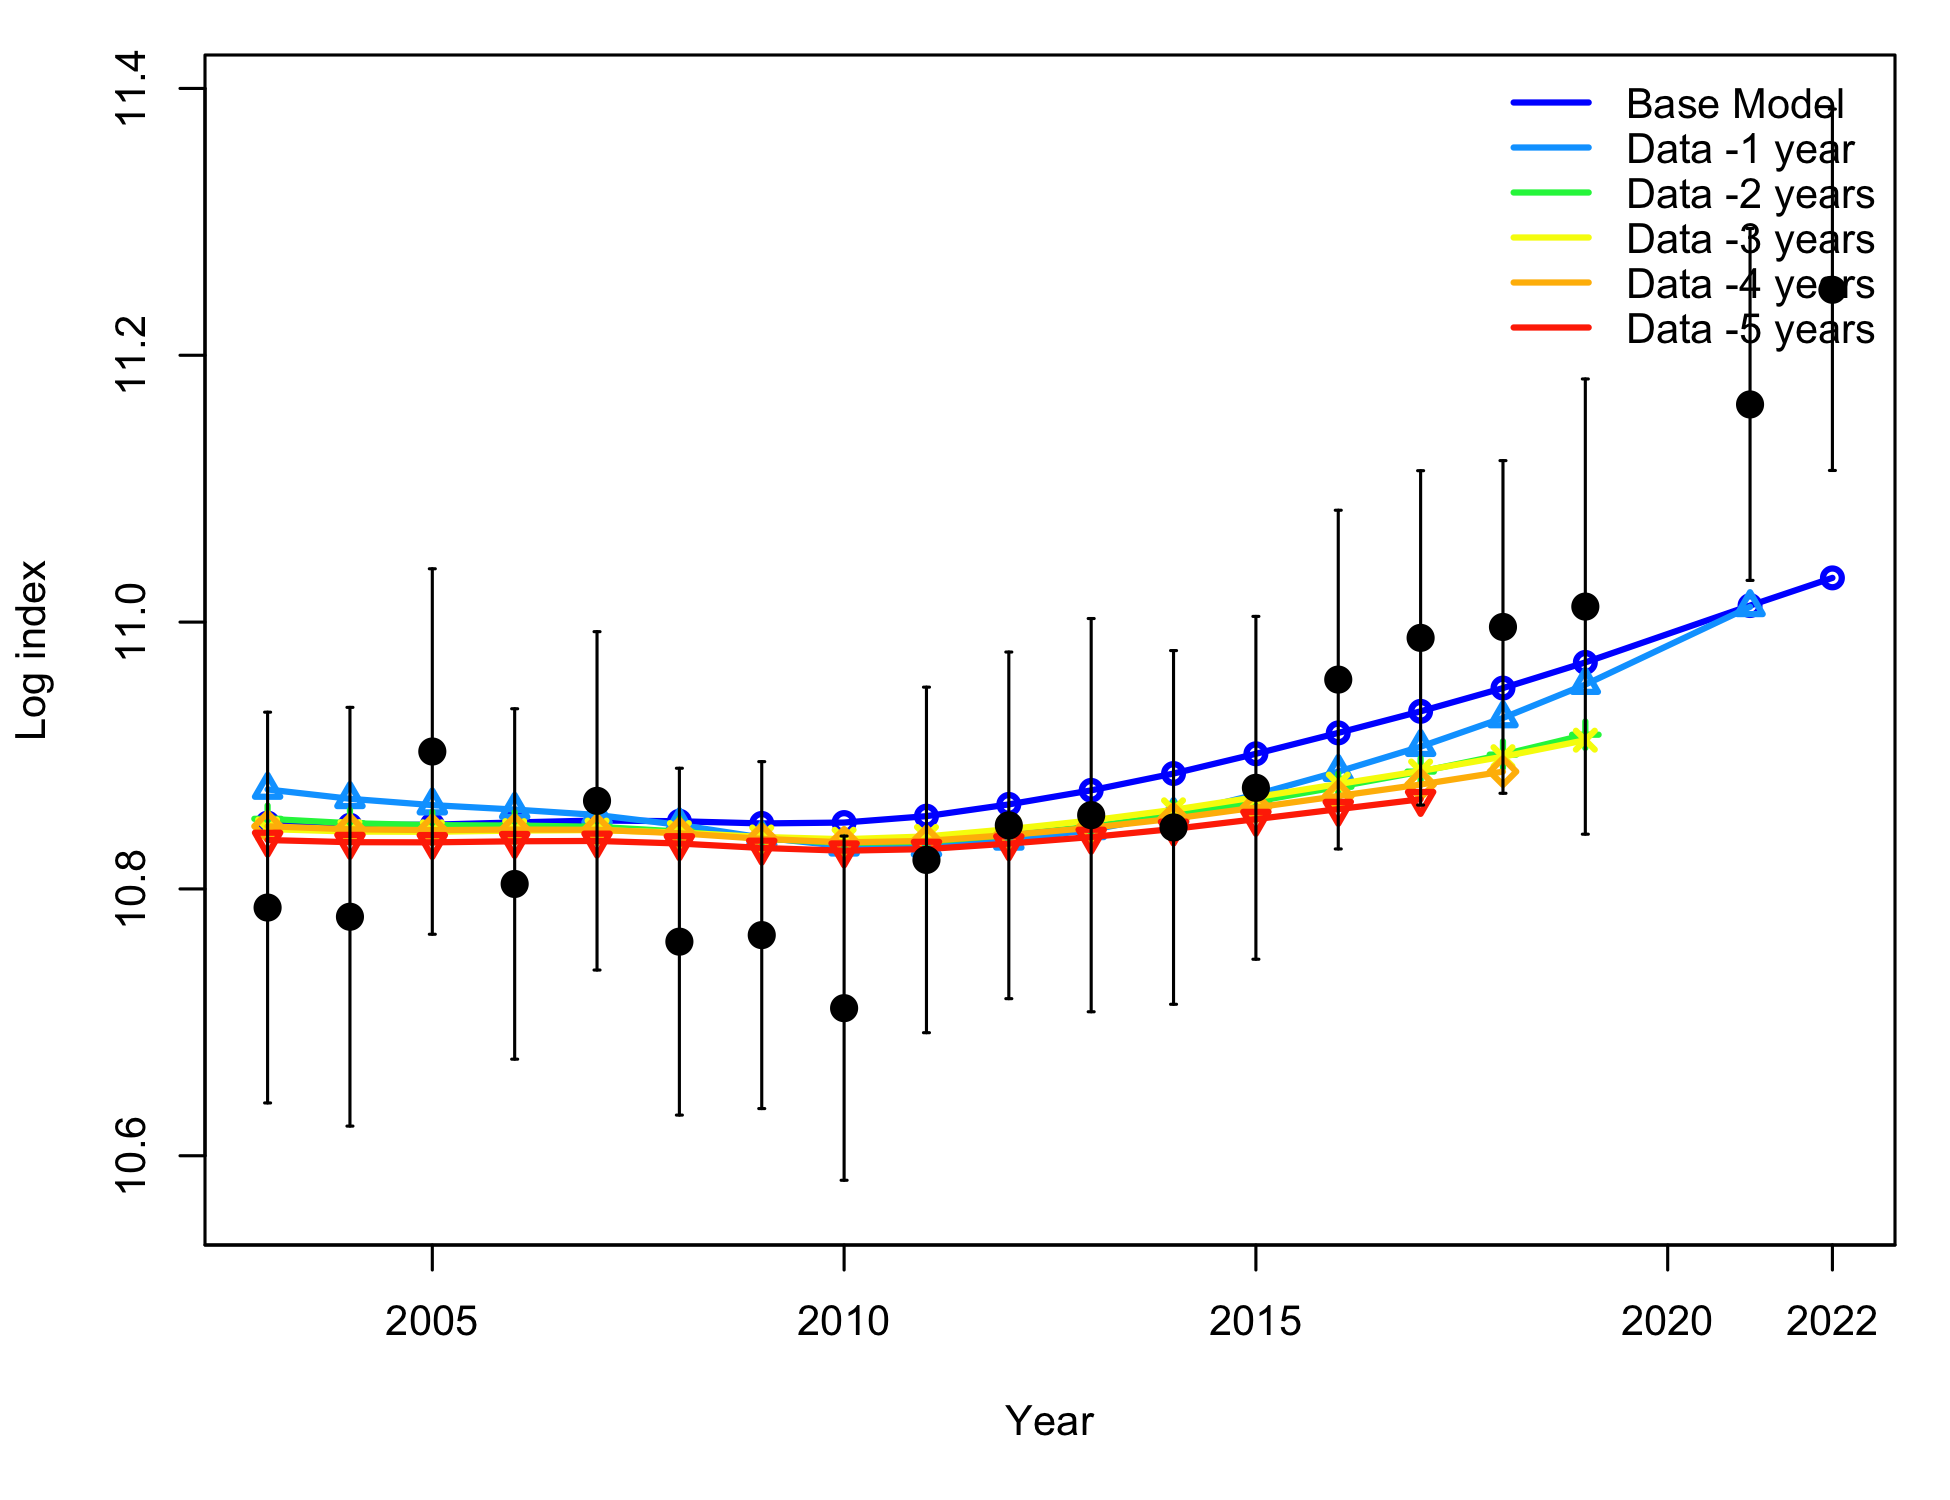 11.4
11.2
11.0
10.8
10.6
Log index
Base Model
Data -1 year
Data -2 years
Data -3 years
Data -4 years
Data -5 years
2005 2010 2015 2020 2022
Year